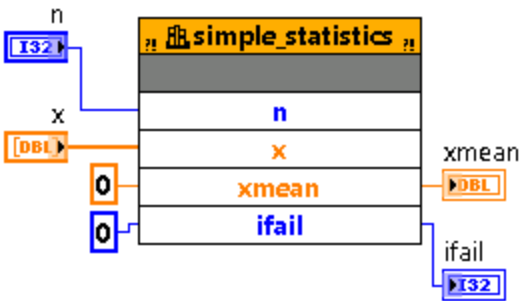 n
I32
?! simple_statistics ?!
n
x
[DBL]
x
xmean
0
xmean
DBL
0
ifail
ifail
I32